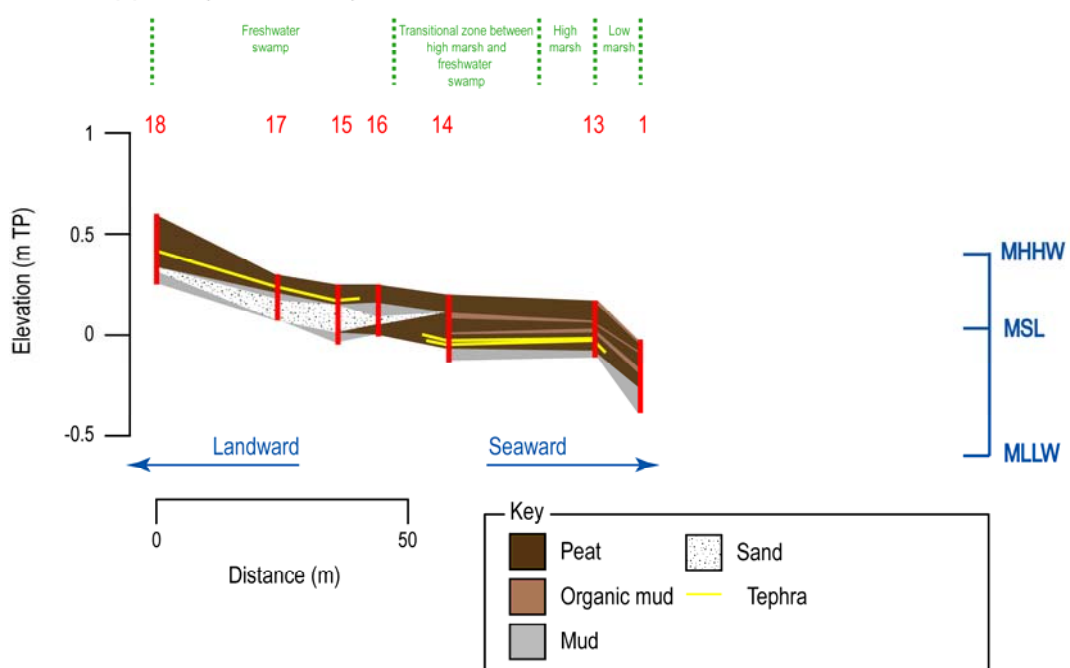 Freshwater
swamp
Transitional zone between
high marsh and
freshwater
swamp
High
marsh
Low
marsh
18 17 15 16 14 13 1
1
0.5
0
-0.5
Elevation (m TP)
MHHW
MSL
MLLW
Landward
Seaward
0 50
Distance (m)
Key
Peat
Sand
Organic mud
Tephra
Mud